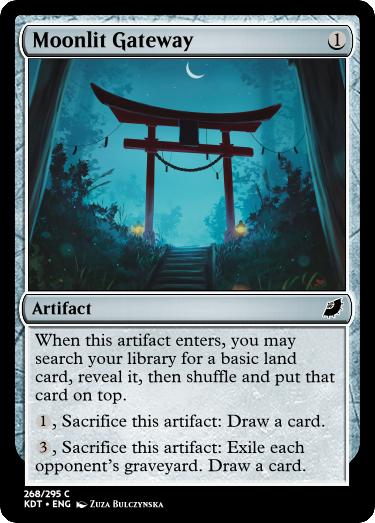 Moonlit Gateway 1
Artifact
When this artifact enters, you may
search your library for a basic land
card, reveal it, then shuffle and put that
card on top.
1, Sacrifice this artifact: Draw a card.
3, Sacrifice this artifact: Exile each
opponent's graveyard. Draw a card.
268/295 C
KDT • ENG Zuza Bulczynska